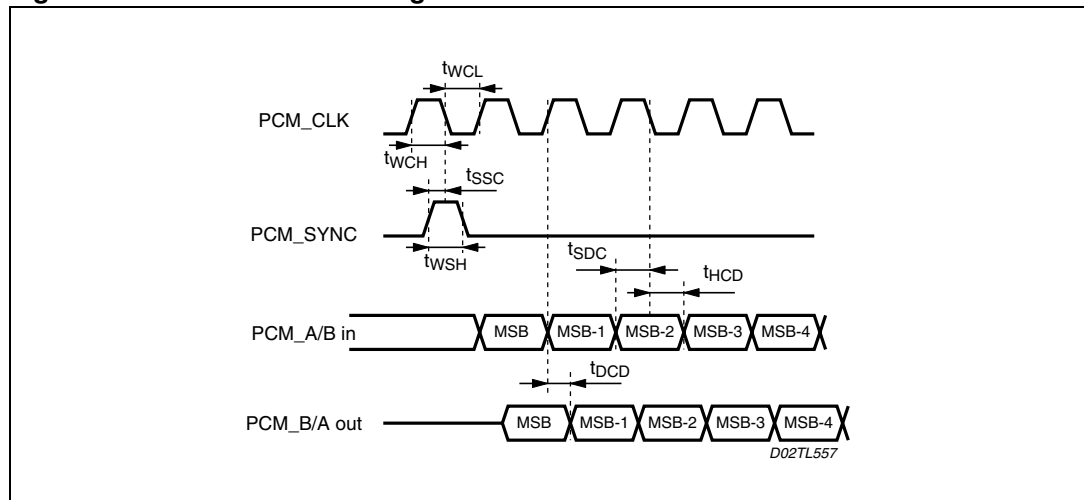 tWCL
PCM_CLK
tWCH
tSSC
PCM_SYNC
tWSH
tSDC
tHCD
PCM_A/B in
MSB MSB-1 MSB-2 MSB-3 MSB-4
tDCD
PCM_B/A out
MSB MSB-1 MSB-2 MSB-3 MSB-4
D02TL557